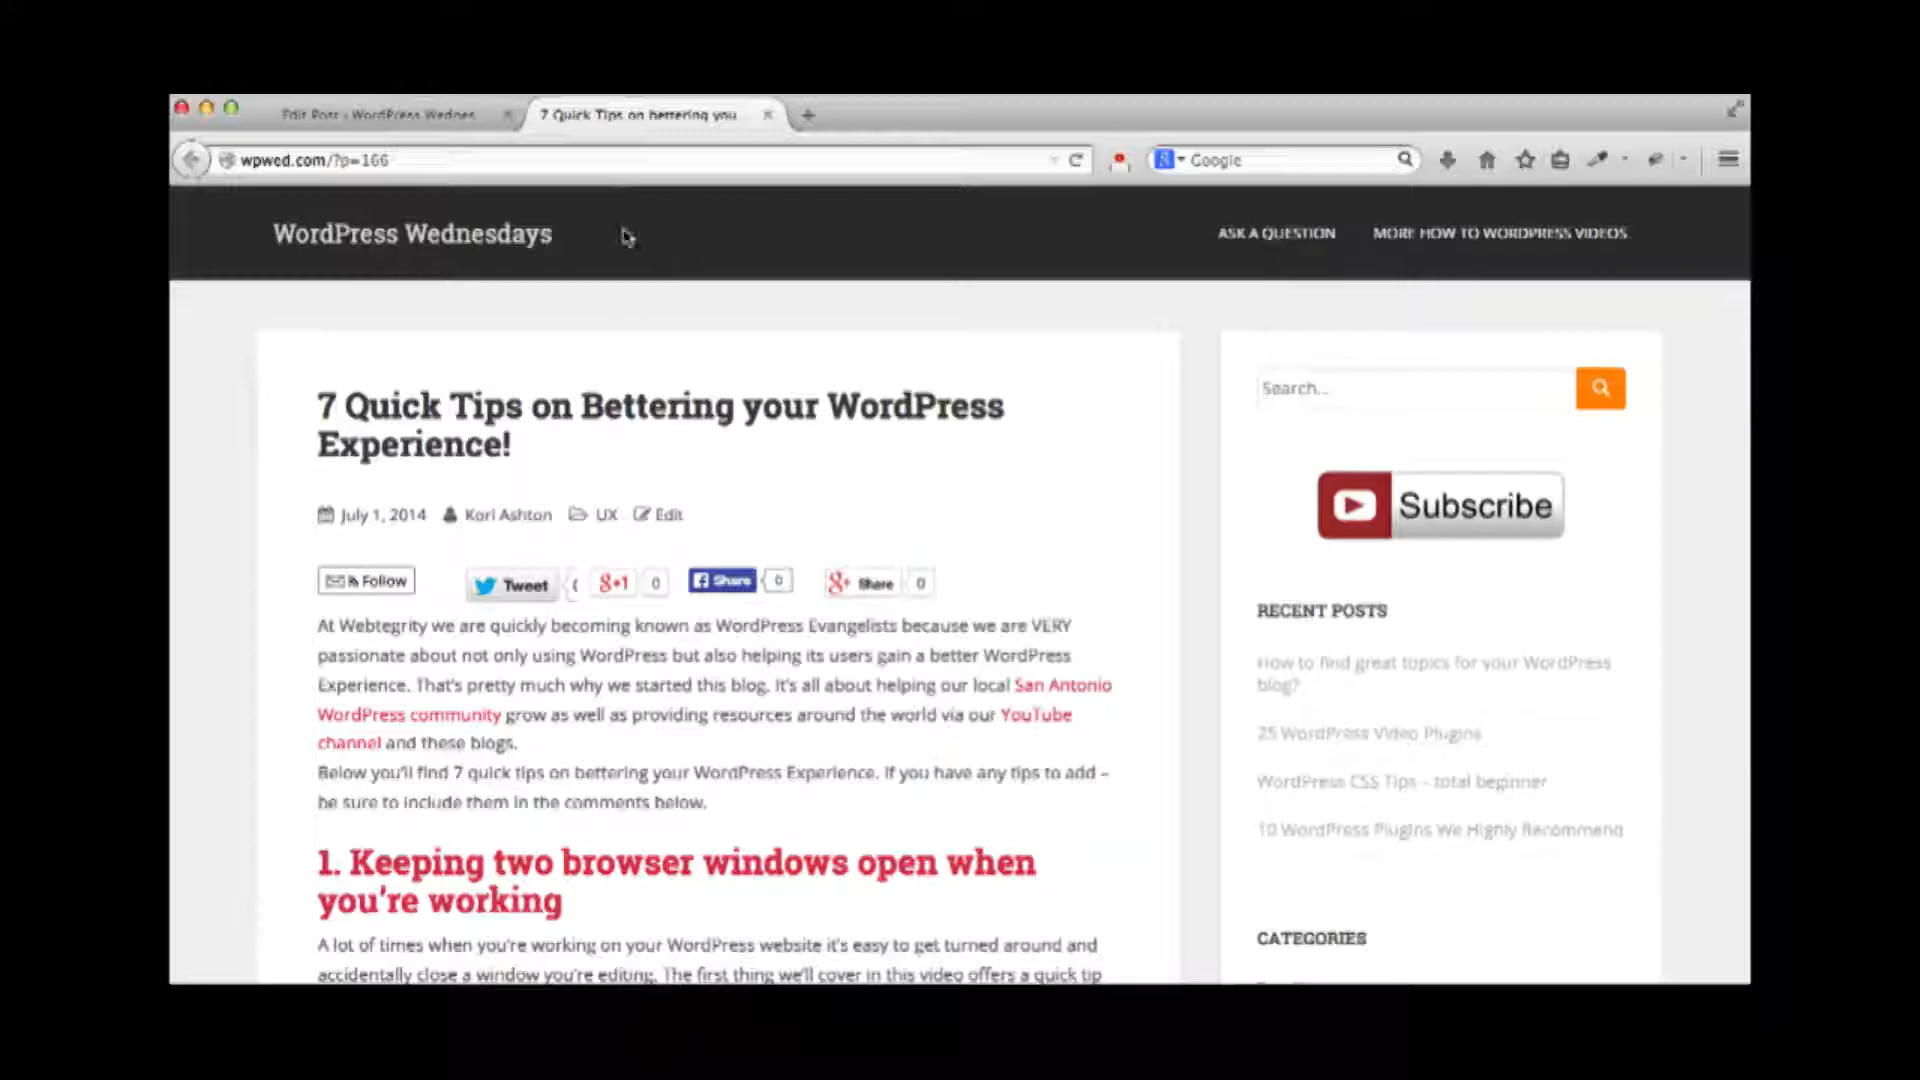 Edit Post ‹ WordPress Wednes
7 Quick Tips on bettering you
wpwed.com/?p=166
Google
WordPress Wednesdays
ASK A QUESTION
MORE HOW TO WORDPRESS VIDEOS
7 Quick Tips on Bettering your WordPress
Experience!
July 1, 2014 Kori Ashton UX Edit
Follow
Tweet
g+1 0
Share 0
g+ Share 0
At Webtegrity we are quickly becoming known as WordPress Evangelists because we are VERY
passionate about not only using WordPress but also helping its users gain a better WordPress
Experience. That's pretty much why we started this blog. It's all about helping our local San Antonio
WordPress community grow as well as providing resources around the world via our YouTube
channel and these blogs.
Below you'll find 7 quick tips on bettering your WordPress Experience. If you have any tips to add –
be sure to include them in the comments below.
1. Keeping two browser windows open when
you're working
A lot of times when you're working on your WordPress website it's easy to get turned around and
accidentally close a window you're editing. The first thing we'll cover in this video offers a quick tip
Search...
Subscribe
RECENT POSTS
How to find great topics for your WordPress
blog?
25 WordPress Video Plugins
WordPress CSS Tips – total beginner
10 WordPress Plugins We Highly Recommend
CATEGORIES